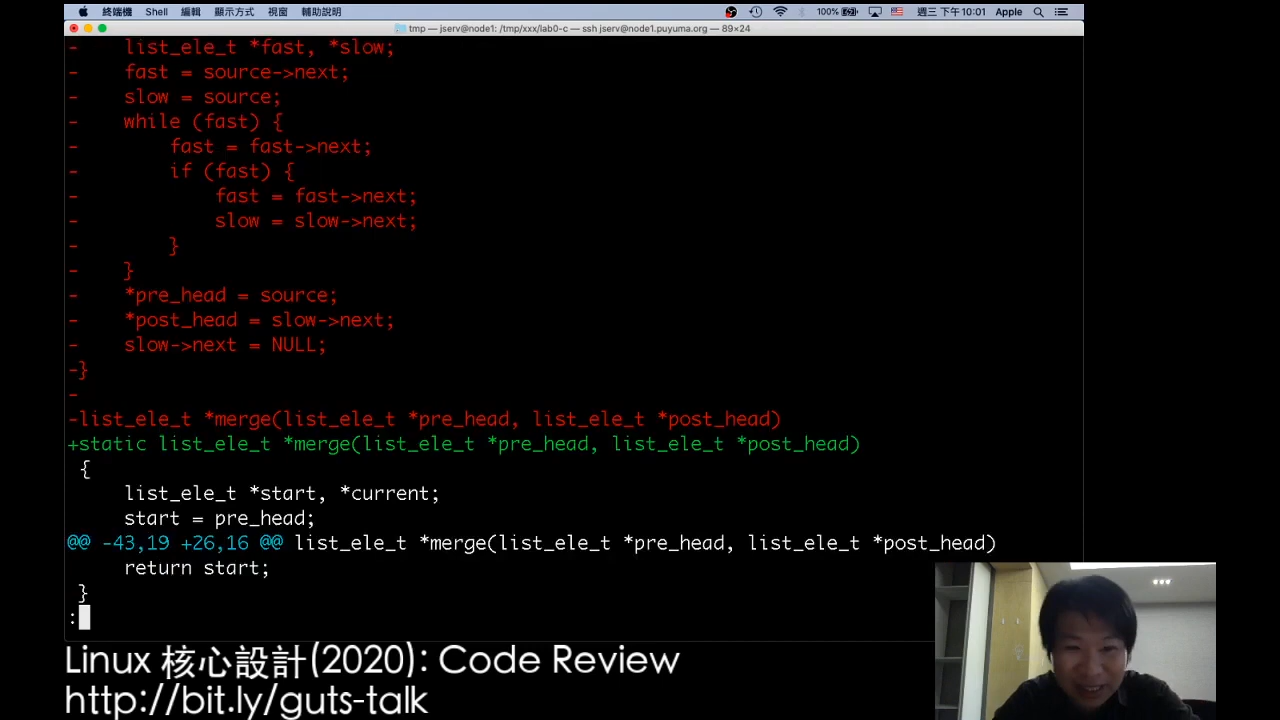 終端機 Shell 編輯 顯示方式 視窗 輔助說明 100% 週三 下午10:01 Apple
tmp — jserv@node1: /tmp/xxx/lab0-c — ssh jserv@node1.puyuma.org — 89×24
-    list_ele_t *fast, *slow;
-    fast = source->next;
-    slow = source;
-    while (fast) {
-        fast = fast->next;
-        if (fast) {
-            fast = fast->next;
-            slow = slow->next;
-        }
-    }
-    *pre_head = source;
-    *post_head = slow->next;
-    slow->next = NULL;
-}
-
-list_ele_t *merge(list_ele_t *pre_head, list_ele_t *post_head)
+static list_ele_t *merge(list_ele_t *pre_head, list_ele_t *post_head)
 {
     list_ele_t *start, *current;
     start = pre_head;
@@ -43,19 +26,16 @@ list_ele_t *merge(list_ele_t *pre_head, list_ele_t *post_head)
     return start;
 }
:
Linux 核心設計(2020): Code Review
http://bit.ly/guts-talk